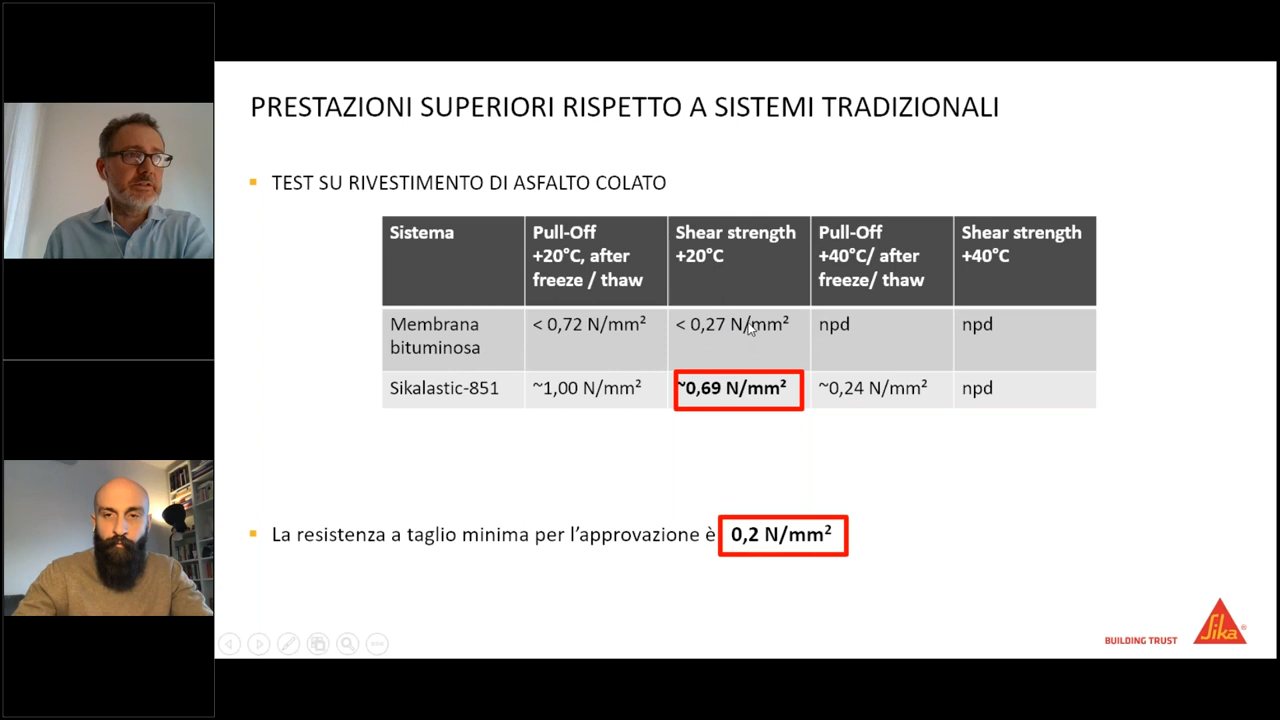 PRESTAZIONI SUPERIORI RISPETTO A SISTEMI TRADIZIONALI
▪ TEST SU RIVESTIMENTO DI ASFALTO COLATO
Sistema
Pull-Off
+20°C, after
freeze / thaw
Shear strength
+20°C
Pull-Off
+40°C/ after
freeze/ thaw
Shear strength
+40°C
Membrana
bituminosa
< 0,72 N/mm²
< 0,27 N/mm²
npd
npd
Sikalastic-851
~1,00 N/mm²
~0,69 N/mm²
~0,24 N/mm²
npd
▪ La resistenza a taglio minima per l'approvazione è 0,2 N/mm²
BUILDING TRUST
Sika®